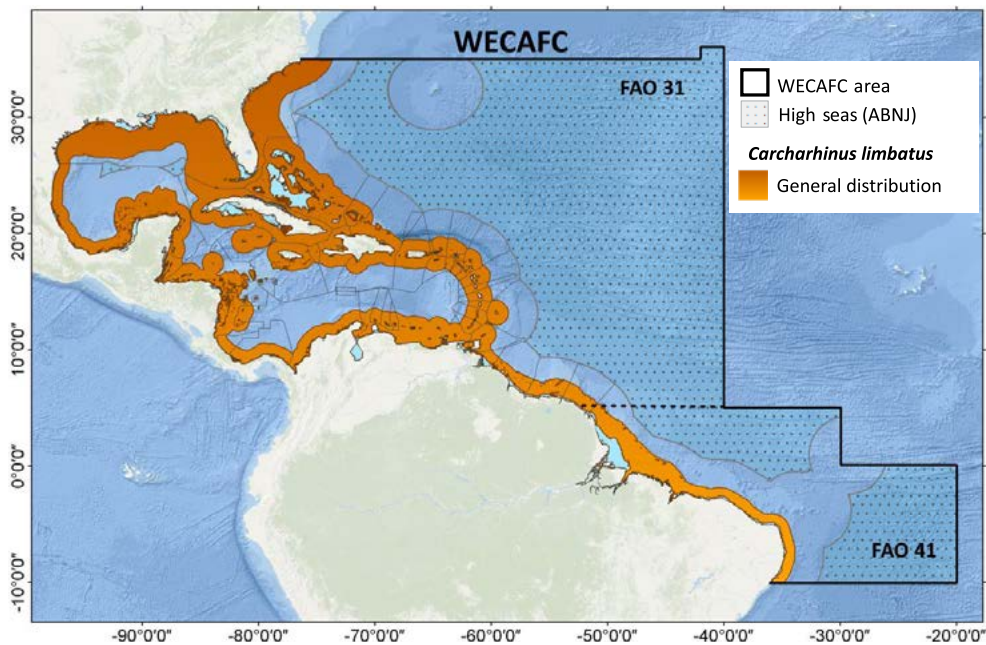 WECAFC
FAO 31
WECAFC area
High seas (ABNJ)
Carcharhinus limbatus
General distribution
FAO 41
30°0'0"
20°0'0"
10°0'0"
0°0'0"
-10°0'0"
-90°0'0"
-80°0'0"
-70°0'0"
-60°0'0"
-50°0'0"
-40°0'0"
-30°0'0"
-20°0'0"